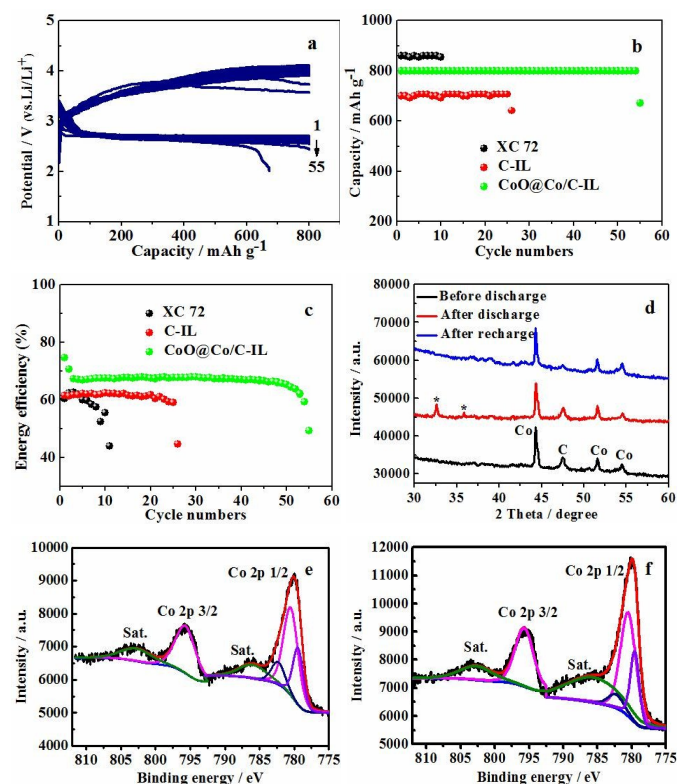 a
5
4
3
2
1
Potential / V (vs.Li/Li⁺)
1
55
0 200 400 600 800
Capacity / mAh g⁻¹
b
1000
800
600
400
200
Capacity / mAh g⁻¹
XC 72
C-IL
CoO@Co/C-IL
0 10 20 30 40 50 60
Cycle numbers
c
100
80
60
40
Energy efficiency (%)
XC 72
C-IL
CoO@Co/C-IL
0 10 20 30 40 50 60
Cycle numbers
d
80000
70000
60000
50000
40000
30000
Intensity / a.u.
Before discharge
After discharge
After recharge
* *
Co C Co Co
30 35 40 45 50 55 60
2 Theta / degree
e
10000
9000
8000
7000
6000
5000
4000
Intensity / a.u.
Co 2p 1/2
Co 2p 3/2
Sat.
Sat.
810 805 800 795 790 785 780 775
Binding energy / eV
f
12000
11000
10000
9000
8000
7000
6000
5000
Intensity / a.u.
Co 2p 1/2
Co 2p 3/2
Sat.
Sat.
810 805 800 795 790 785 780 775
Binding energy / eV